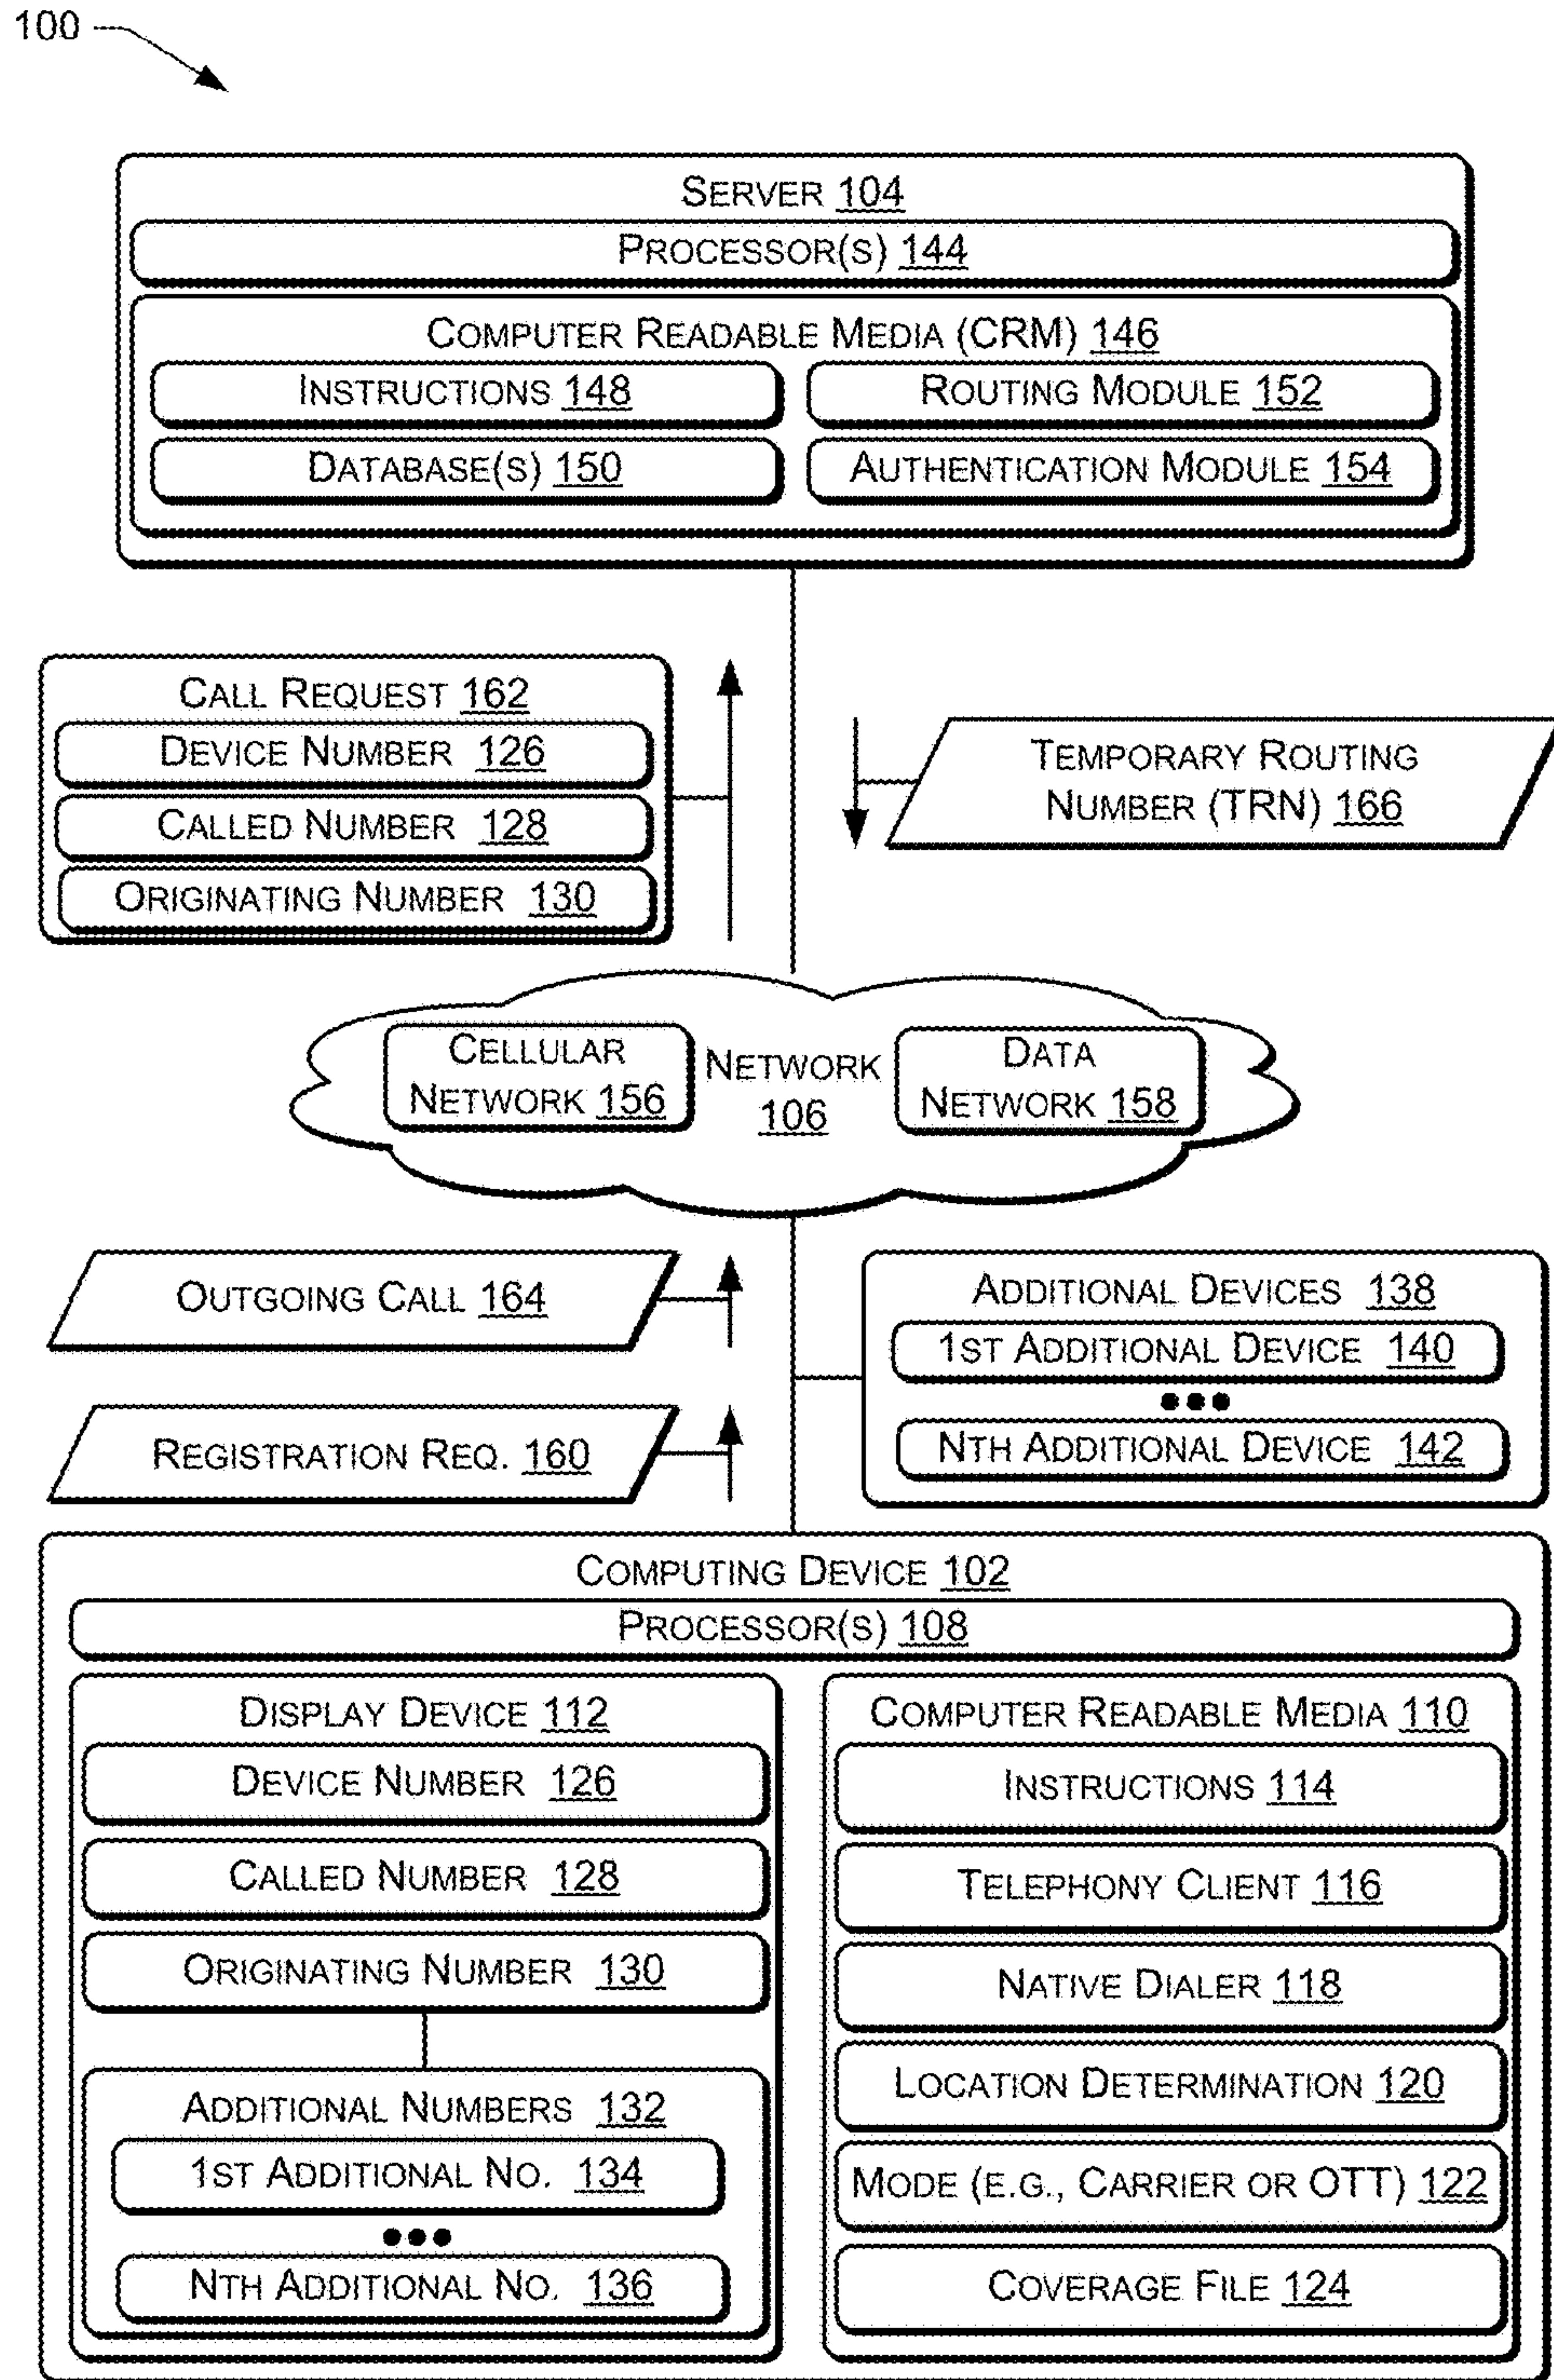 100
SERVER 104
PROCESSOR(S) 144
COMPUTER READABLE MEDIA (CRM) 146
INSTRUCTIONS 148
ROUTING MODULE 152
DATABASE(S) 150
AUTHENTICATION MODULE 154
CALL REQUEST 162
DEVICE NUMBER 126
CALLED NUMBER 128
ORIGINATING NUMBER 130
TEMPORARY ROUTING
NUMBER (TRN) 166
CELLULAR
NETWORK 156
NETWORK
106
DATA
NETWORK 158
OUTGOING CALL 164
REGISTRATION REQ. 160
ADDITIONAL DEVICES 138
1ST ADDITIONAL DEVICE 140
●●●
NTH ADDITIONAL DEVICE 142
COMPUTING DEVICE 102
PROCESSOR(S) 108
DISPLAY DEVICE 112
DEVICE NUMBER 126
CALLED NUMBER 128
ORIGINATING NUMBER 130
ADDITIONAL NUMBERS 132
1ST ADDITIONAL NO. 134
●●●
NTH ADDITIONAL NO. 136
COMPUTER READABLE MEDIA 110
INSTRUCTIONS 114
TELEPHONY CLIENT 116
NATIVE DIALER 118
LOCATION DETERMINATION 120
MODE (E.G., CARRIER OR OTT) 122
COVERAGE FILE 124